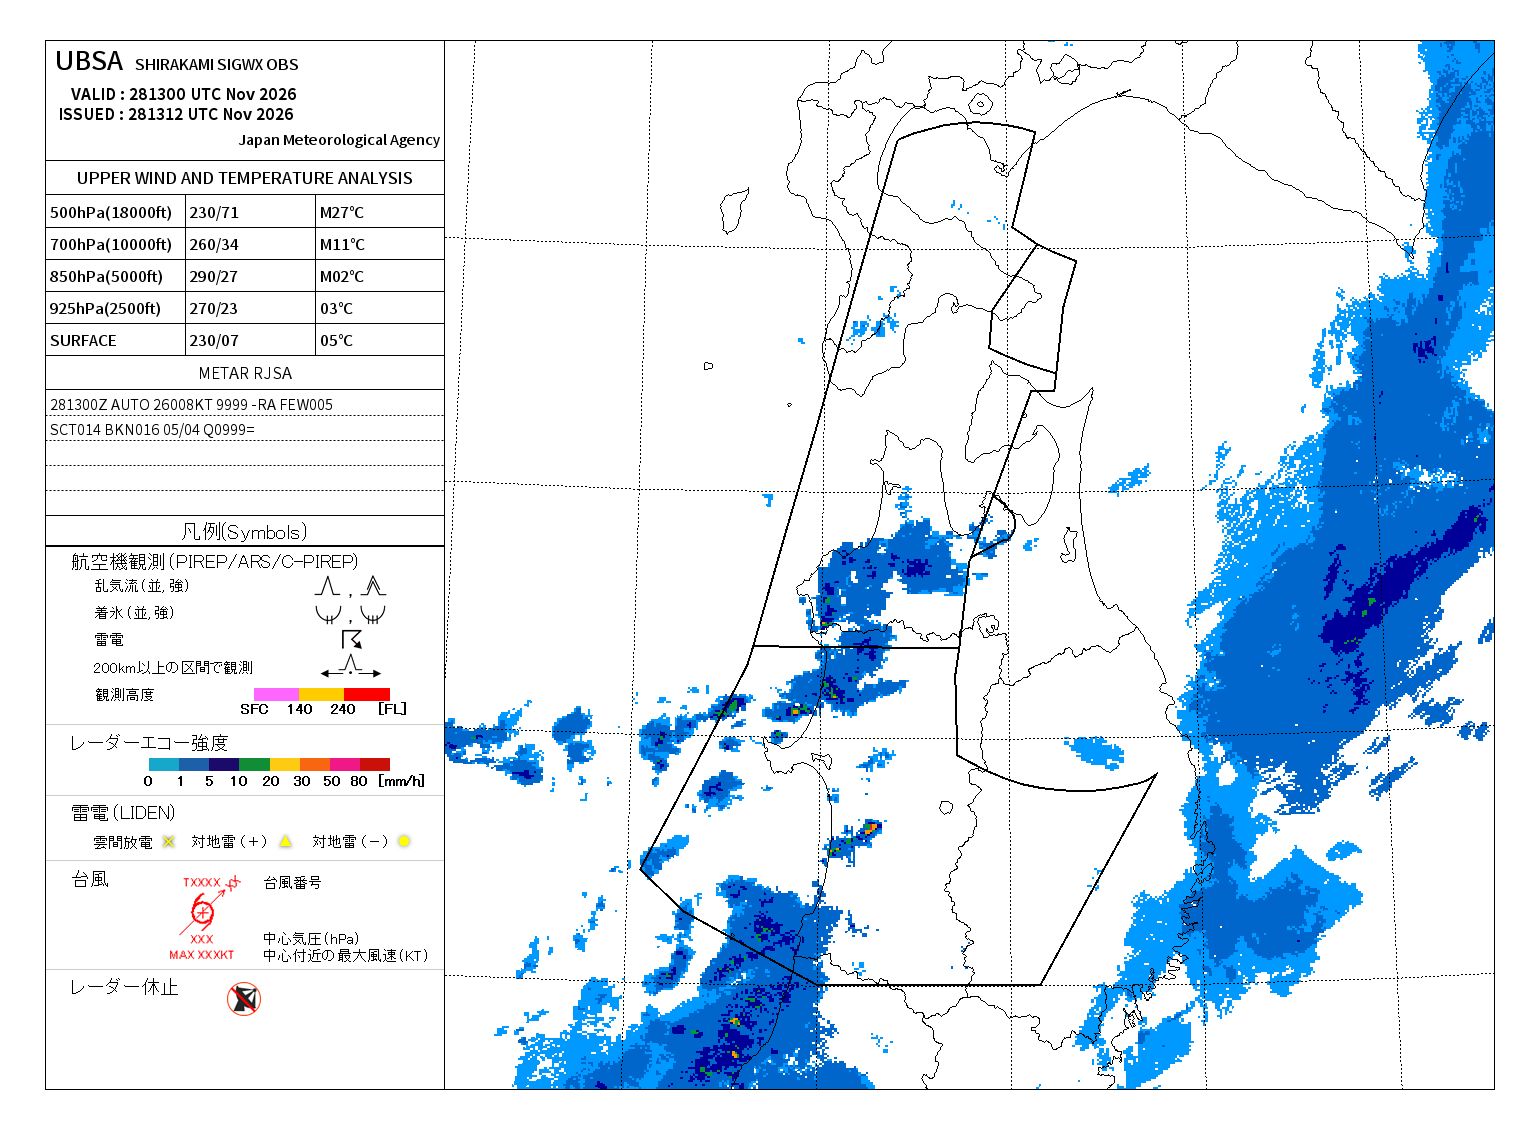 UBSA SHIRAKAMI SIGWX OBS
VALID : 281300 UTC Nov 2026
ISSUED : 281312 UTC Nov 2026
Japan Meteorological Agency
UPPER WIND AND TEMPERATURE ANALYSIS
500hPa(18000ft) 230/71 M27℃
700hPa(10000ft) 260/34 M11℃
850hPa(5000ft) 290/27 M02℃
925hPa(2500ft) 270/23 03℃
SURFACE 230/07 05℃
METAR RJSA
281300Z AUTO 26008KT 9999 -RA FEW005
SCT014 BKN016 05/04 Q0999=
凡例(Symbols)
航空機観測(PIREP/ARS/C-PIREP)
乱気流(並,強) ,
着氷(並,強) ,
雷電
200km以上の区間で観測
観測高度
SFC 140 240 [FL]
レーダーエコー強度
0 1 5 10 20 30 50 80 [mm/h]
雷電(LIDEN)
雲間放電 対地雷(+) 対地雷(−)
台風
TXXXX 台風番号
XXX 中心気圧(hPa)
MAX XXXKT 中心付近の最大風速(KT)
レーダー休止